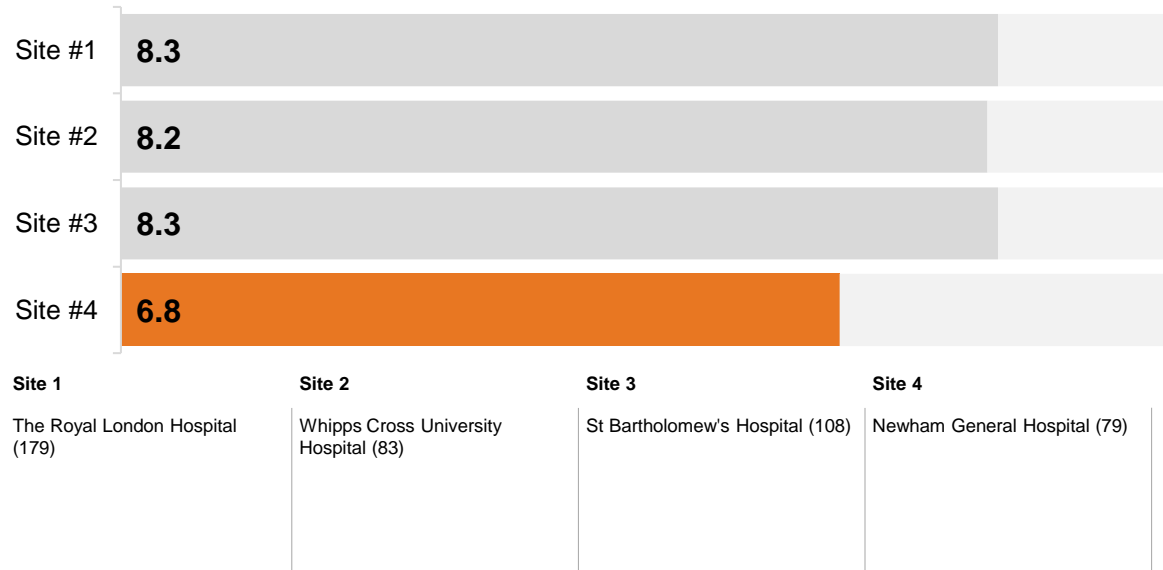 Site #1 8.3
Site #2 8.2
Site #3 8.3
Site #4 6.8
Site 1
The Royal London Hospital
(179)
Site 2
Whipps Cross University
Hospital (83)
Site 3
St Bartholomew's Hospital (108)
Site 4
Newham General Hospital (79)